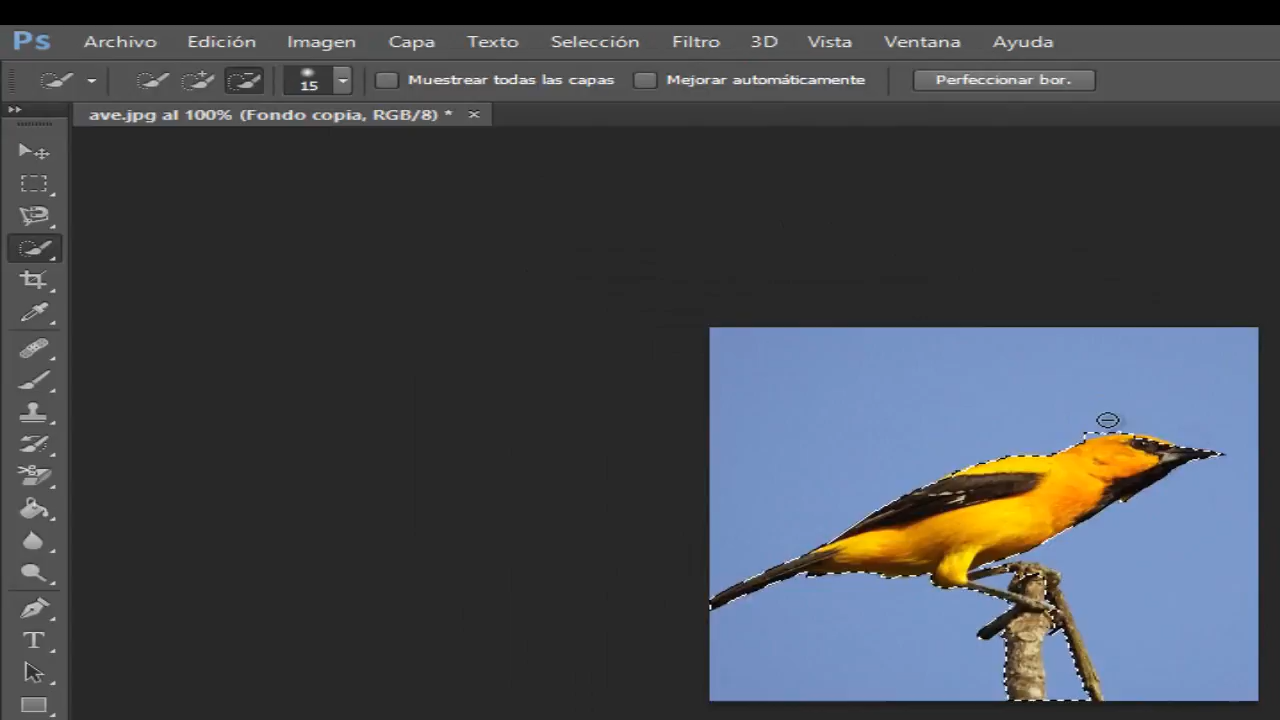 Ps Archivo Edición Imagen Capa Texto Selección Filtro 3D Vista Ventana Ayuda
15 Muestrear todas las capas Mejorar automáticamente Perfeccionar bor.
ave.jpg al 100% (Fondo copia, RGB/8) * ×
T